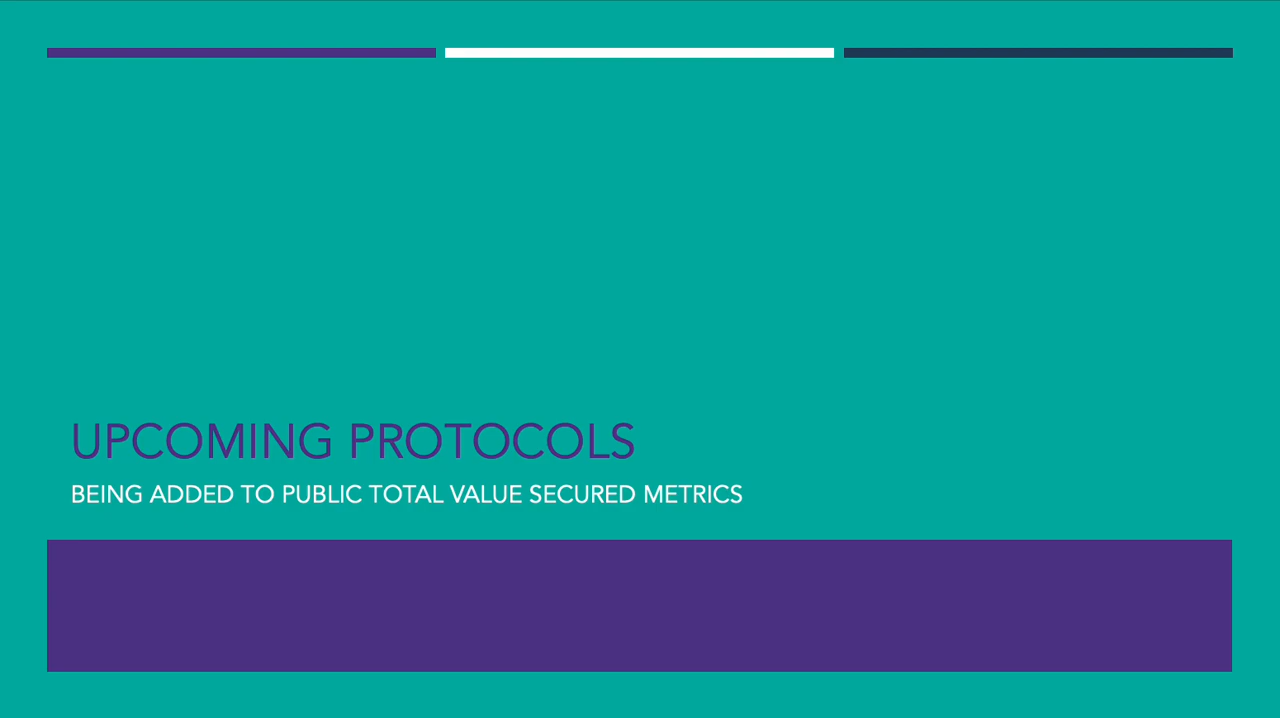 UPCOMING PROTOCOLS
BEING ADDED TO PUBLIC TOTAL VALUE SECURED METRICS